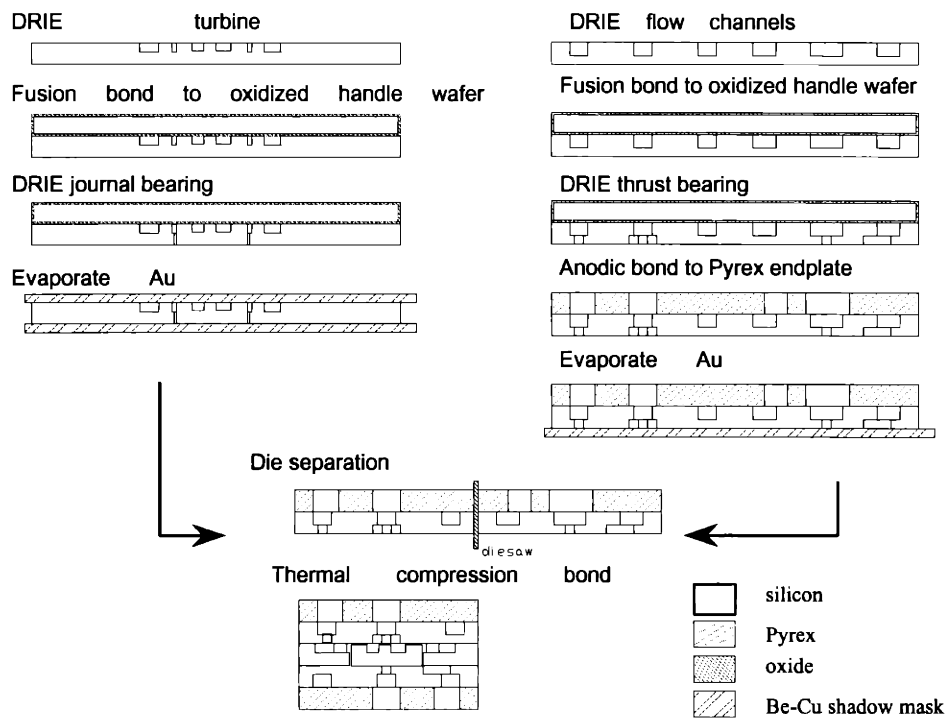 DRIE turbine
Fusion bond to oxidized handle wafer
DRIE journal bearing
Evaporate Au
DRIE flow channels
Fusion bond to oxidized handle wafer
DRIE thrust bearing
Anodic bond to Pyrex endplate
Evaporate Au
Die separation
diesaw
Thermal compression bond
silicon
Pyrex
oxide
Be-Cu shadow mask